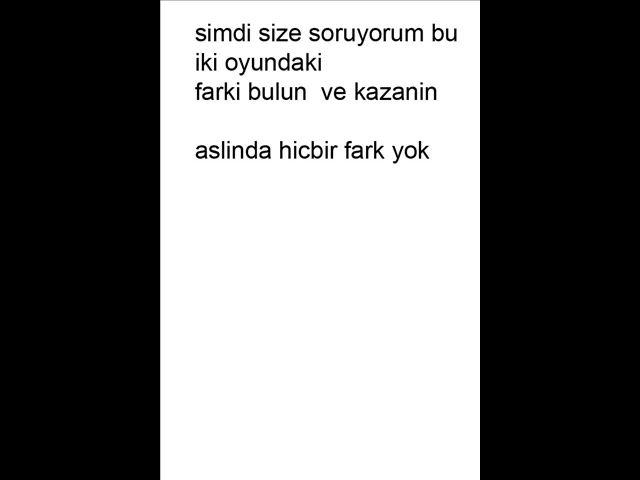 simdi size soruyorum bu
iki oyundaki
farki bulun  ve kazanin
aslinda hicbir fark yok